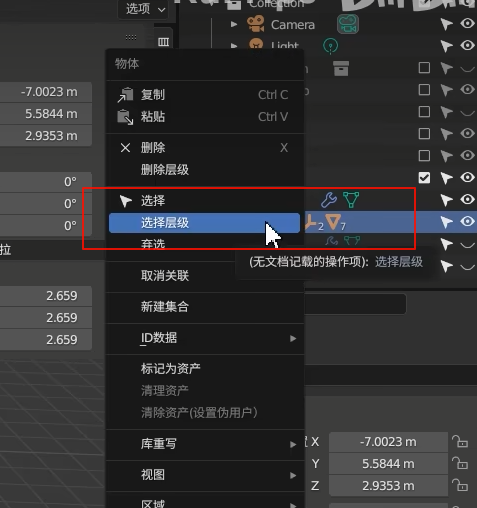 选项
Collection
Camera
Light
-7.0023 m
5.5844 m
2.9353 m
0°
0°
0°
拉
2.659
2.659
2.659
物体
复制 Ctrl C
粘贴 Ctrl V
删除 X
删除层级
选择
选择层级
2 7
弃选
(无文档记载的操作项): 选择层级
取消关联
新建集合
ID数据
标记为资产
清理资产
清除资产(设置伪用户)
库重写
视图
区域
X -7.0023 m
Y 5.5844 m
Z 2.9353 m